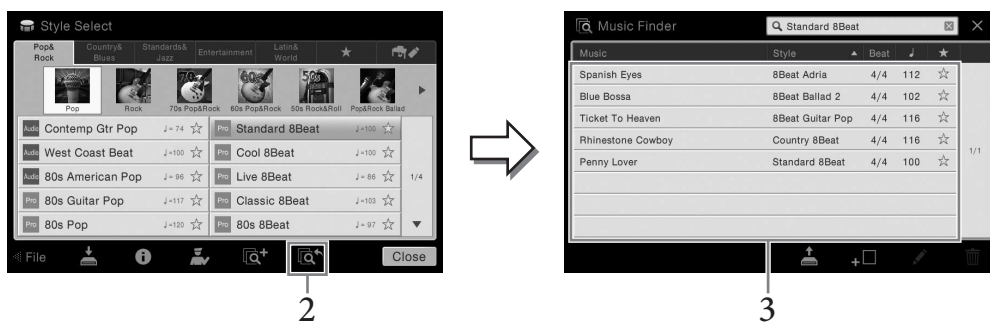 Style Select
Pop& Rock
Country& Blues
Standards& Jazz
Entertainment
Latin& World
Pop
Rock
70s Pop&Rock
60s Pop&Rock
50s Rock&Roll
Pop&Rock Ballad
Audio Contemp Gtr Pop ♩= 74 ☆ Pro Standard 8Beat ♩=100 ☆
Audio West Coast Beat ♩=100 ☆ Pro Cool 8Beat ♩=100 ☆
Audio 80s American Pop ♩= 96 ☆ Pro Live 8Beat ♩= 86 ☆ 1/4
Pro 80s Guitar Pop ♩=117 ☆ Pro Classic 8Beat ♩=103 ☆
Pro 80s Pop ♩=120 ☆ Pro 80s 8Beat ♩= 97 ☆
File
Close
2
Music Finder Standard 8Beat
Music Style Beat ♩ ★
Spanish Eyes 8Beat Adria 4/4 112 ☆
Blue Bossa 8Beat Ballad 2 4/4 102 ☆
Ticket To Heaven 8Beat Guitar Pop 4/4 116 ☆
Rhinestone Cowboy Country 8Beat 4/4 116 ☆
Penny Lover Standard 8Beat 4/4 100 ☆
1/1
3